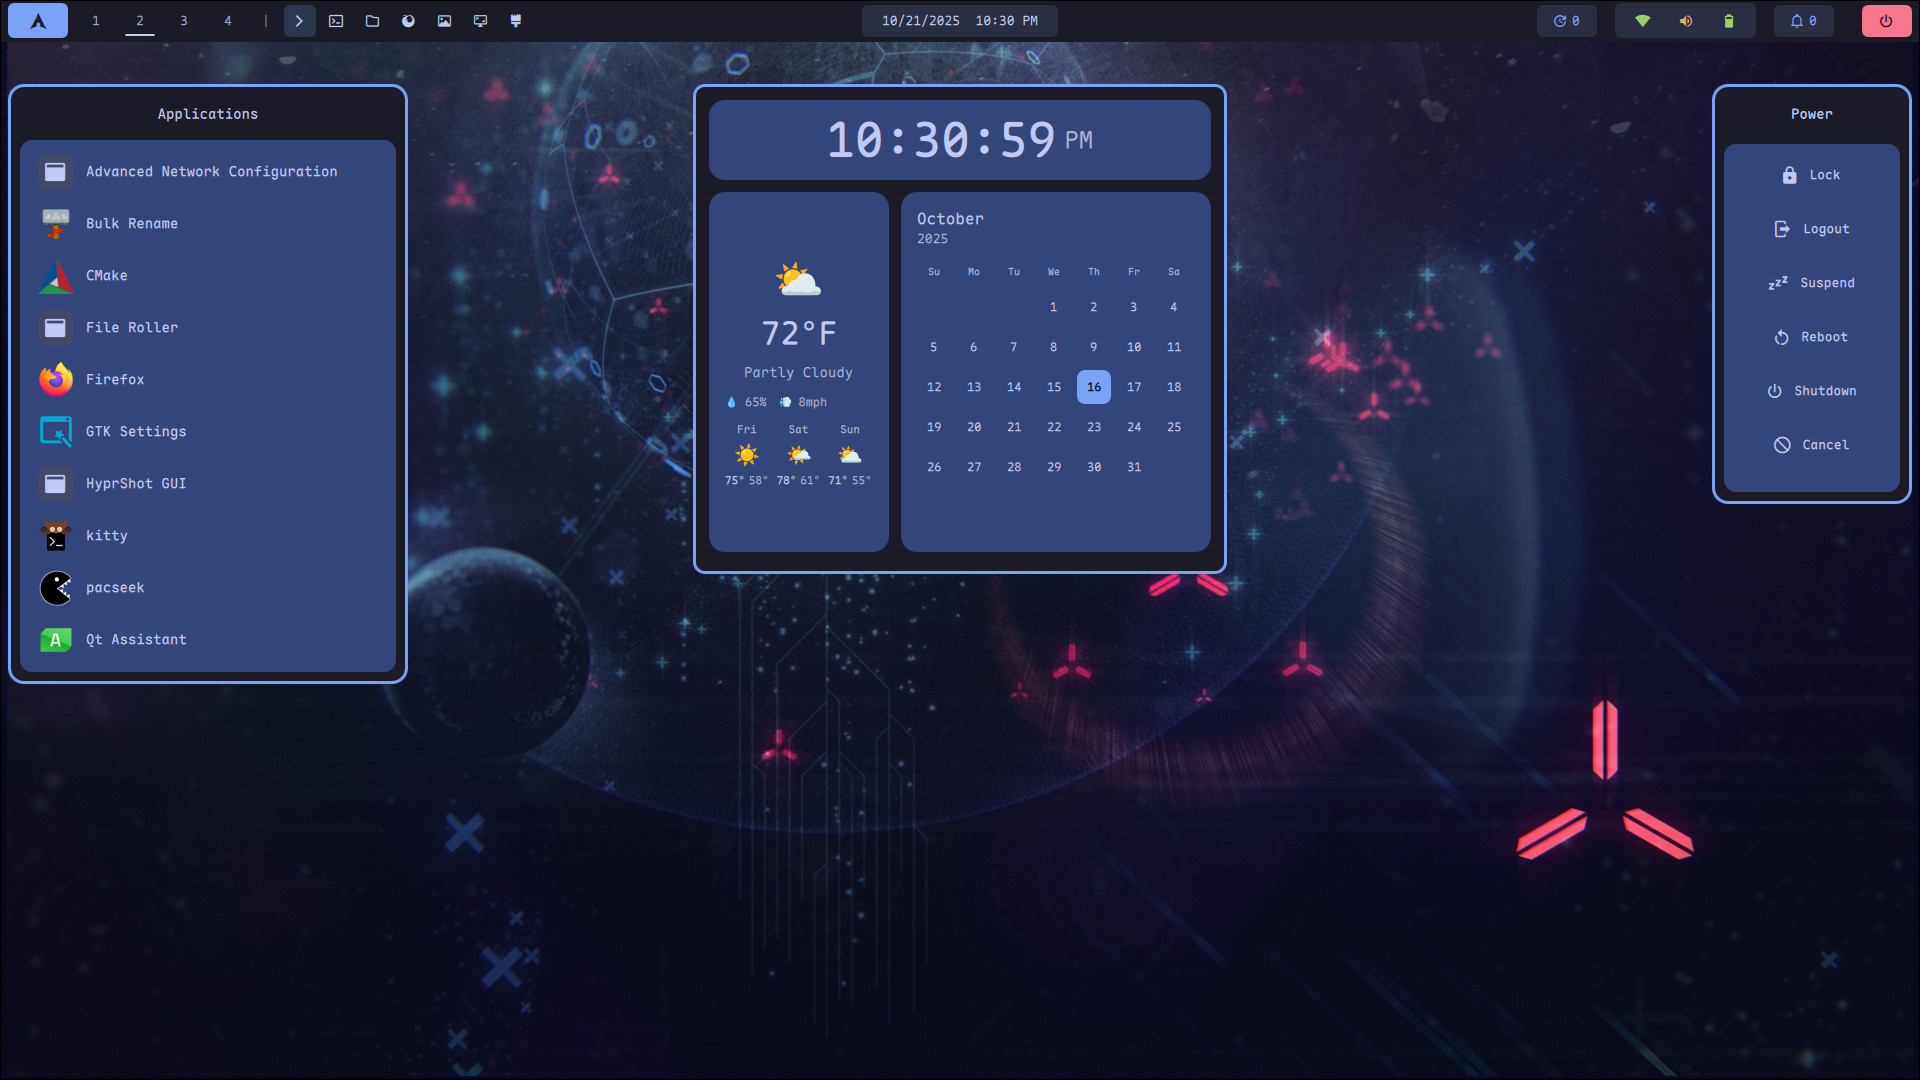 1 2 3 4 |
10/21/2025 10:30 PM
0
0
Applications
Advanced Network Configuration
Bulk Rename
CMake
File Roller
Firefox
GTK Settings
HyprShot GUI
kitty
pacseek
A
Qt Assistant
10:30:59 PM
72°F
Partly Cloudy
65% 8mph
Fri Sat Sun
75° 58° 78° 61° 71° 55°
October
2025
Su Mo Tu We Th Fr Sa
1 2 3 4
5 6 7 8 9 10 11
12 13 14 15 16 17 18
19 20 21 22 23 24 25
26 27 28 29 30 31
Power
Lock
Logout
zzz Suspend
Reboot
Shutdown
Cancel